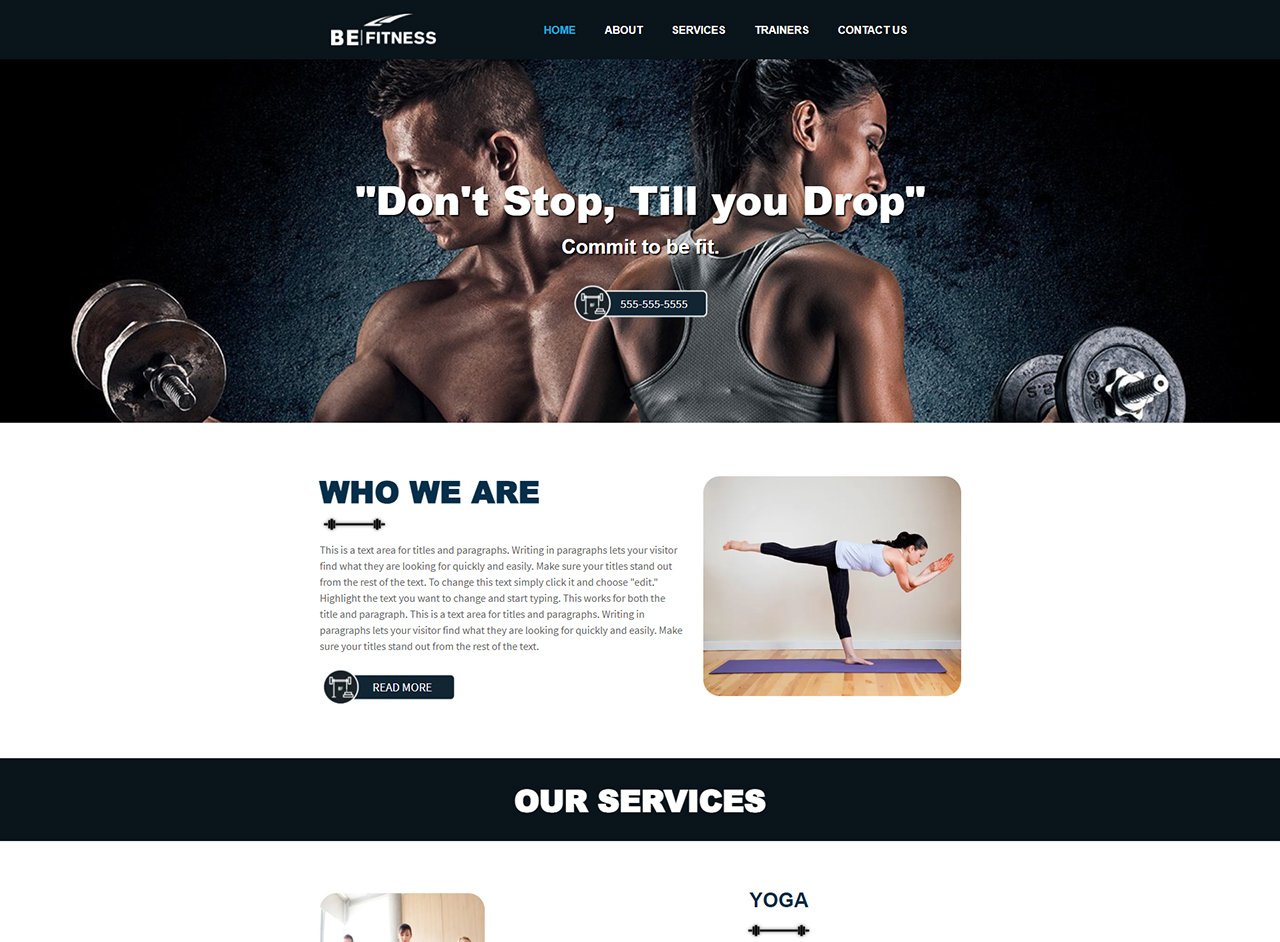 BE|FITNESS
HOME ABOUT SERVICES TRAINERS CONTACT US
"Don't Stop, Till you Drop"
Commit to be fit.
555-555-5555
WHO WE ARE
This is a text area for titles and paragraphs. Writing in paragraphs lets your visitor
find what they are looking for quickly and easily. Make sure your titles stand out
from the rest of the text. To change this text simply click it and choose "edit."
Highlight the text you want to change and start typing. This works for both the
title and paragraph. This is a text area for titles and paragraphs. Writing in
paragraphs lets your visitor find what they are looking for quickly and easily. Make
sure your titles stand out from the rest of the text.
READ MORE
OUR SERVICES
YOGA